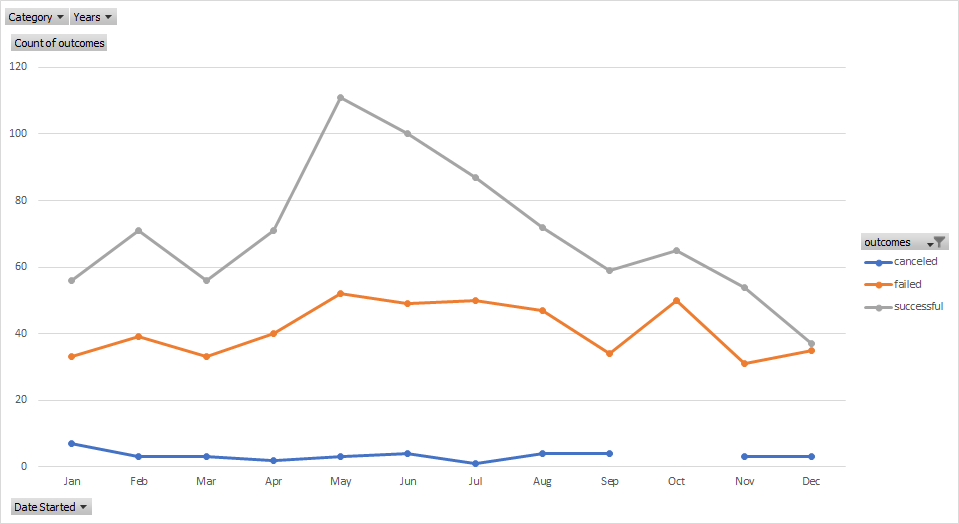 Category Years
Count of outcomes
120
100
80
60
40
20
0
Jan Feb Mar Apr May Jun Jul Aug Sep Oct Nov Dec
outcomes
canceled
failed
successful
Date Started